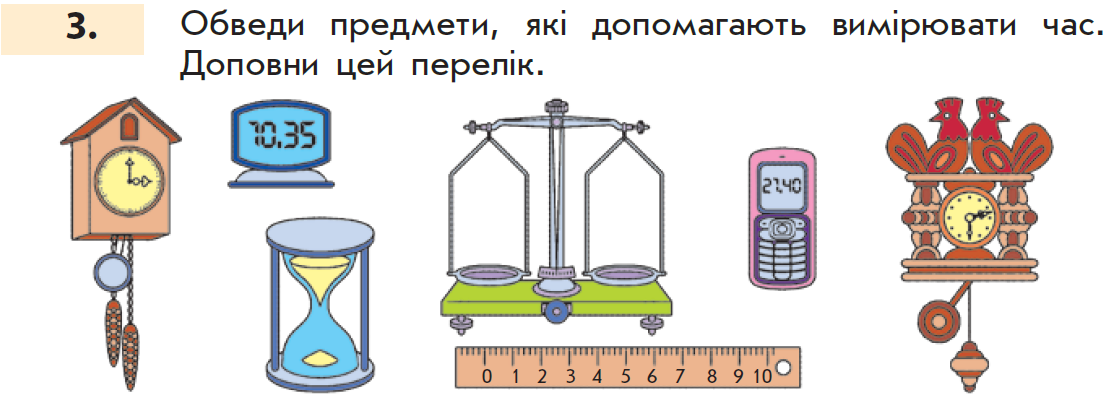 3. Обведи предмети, які допомагають вимірювати час.
Доповни цей перелік.
10.35
21.40
0 1 2 3 4 5 6 7 8 9 10